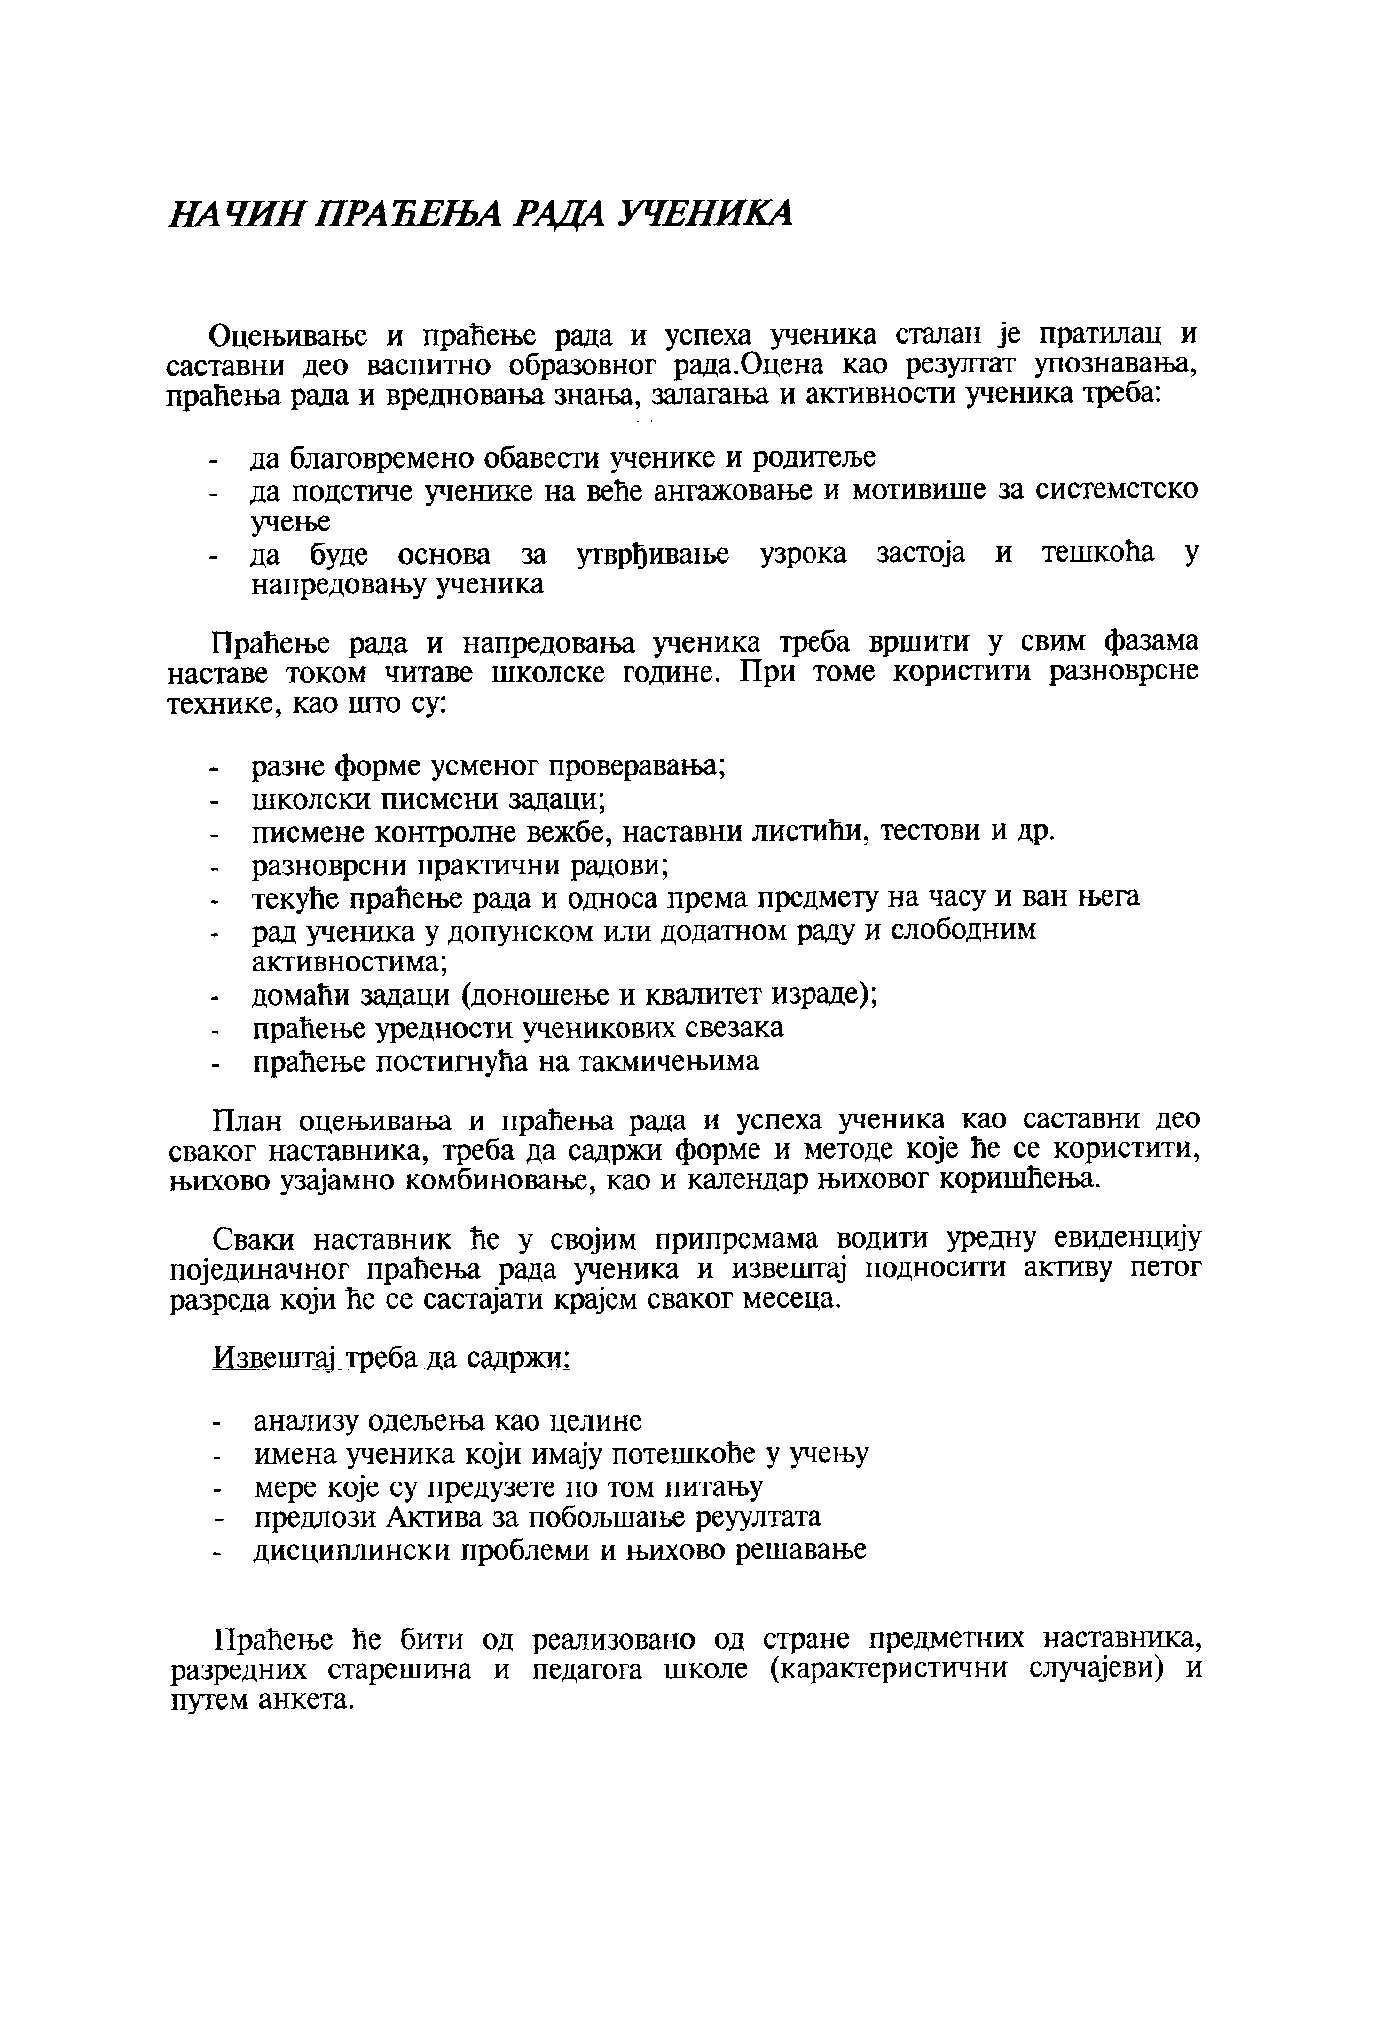 НАЧИН ПРАЋЕЊА РАДА УЧЕНИКА
Оцењивање и праћење рада и успеха ученика сталан је пратилац и
саставни део васпитно образовног рада.Оцена као резултат упознавања,
праћења рада и вредновања знања, залагања и активности ученика треба:
- да благовремено обавести ученике и родитеље
- да подстиче ученике на веће ангажовање и мотивише за системстско
учење
- да буде основа за утврђивање узрока застоја и тешкоћа у
напредовању ученика
Праћење рада и напредовања ученика треба вршити у свим фазама
наставе током читаве школске године. При томе користити разноврсне
технике, као што су:
- разне форме усменог проверавања;
- школски писмени задаци;
- писмене контролне вежбе, наставни листићи, тестови и др.
- разноврсни практични радови;
- текуће праћење рада и односа према предмету на часу и ван њега
- рад ученика у допунском или додатном раду и слободним
активностима;
- домаћи задаци (доношење и квалитет израде);
- праћење уредности ученикових свезака
- праћење постигнућа на такмичењима
План оцењивања и праћења рада и успеха ученика као саставни део
сваког наставника, треба да садржи форме и методе које ће се користити,
њихово узајамно комбиновање, као и календар њиховог коришћења.
Сваки наставник ће у својим припремама водити уредну евиденцију
појединачног праћења рада ученика и извештај подносити активу петог
разреда који ће се састајати крајем сваког месеца.
Извештај треба да садржи:
- анализу одељења као целине
- имена ученика који имају потешкоће у учењу
- мере које су предузете по том питању
- предлози Актива за побољшање реуултата
- дисциплински проблеми и њихово решавање
Праћење ће бити од реализовано од стране предметних наставника,
разредних старешина и педагога школе (карактеристични случајеви) и
путем анкета.